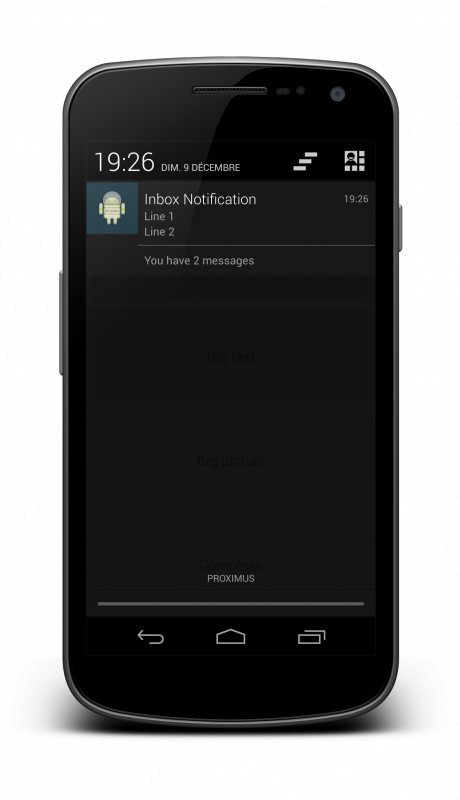 19:26 DIM. 9 DÉCEMBRE
Inbox Notification 19:26
Line 1
Line 2
You have 2 messages
Big text
Big picture
Complexe
PROXIMUS